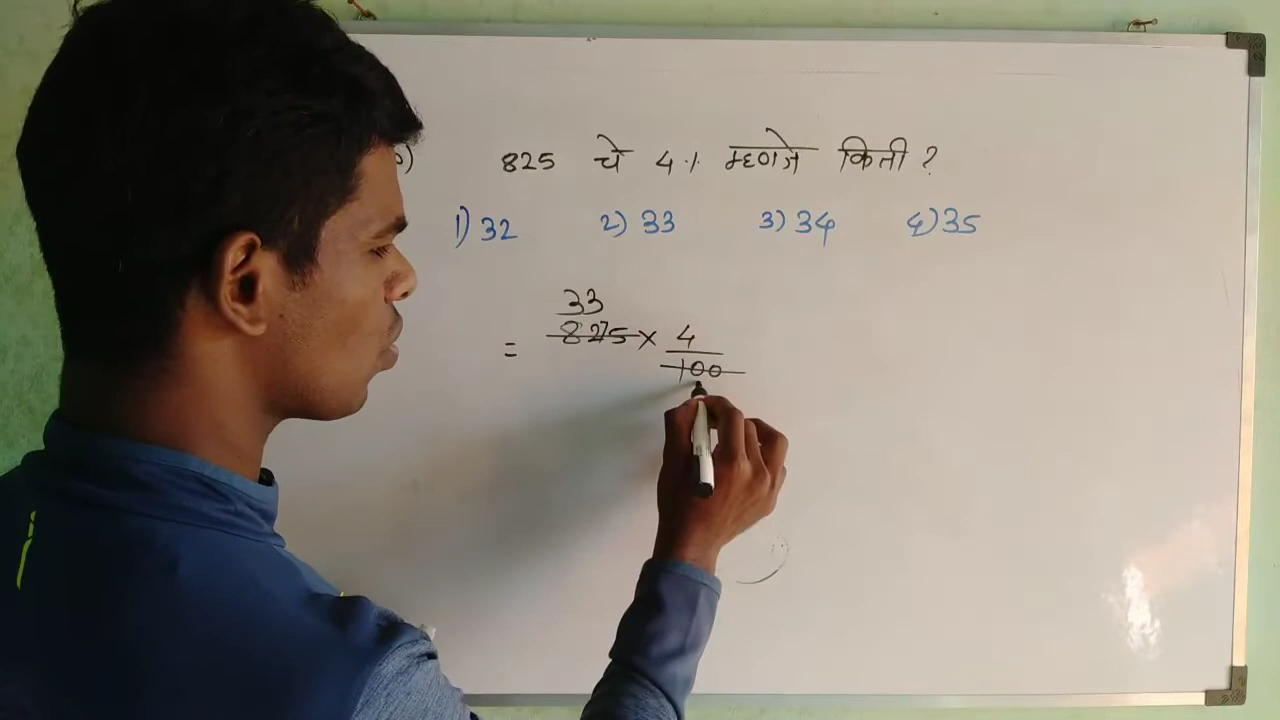 825 चे 4% म्हणजे किती ?
1) 32 2) 33 3) 34 4) 35
33
= 825 × 4
100